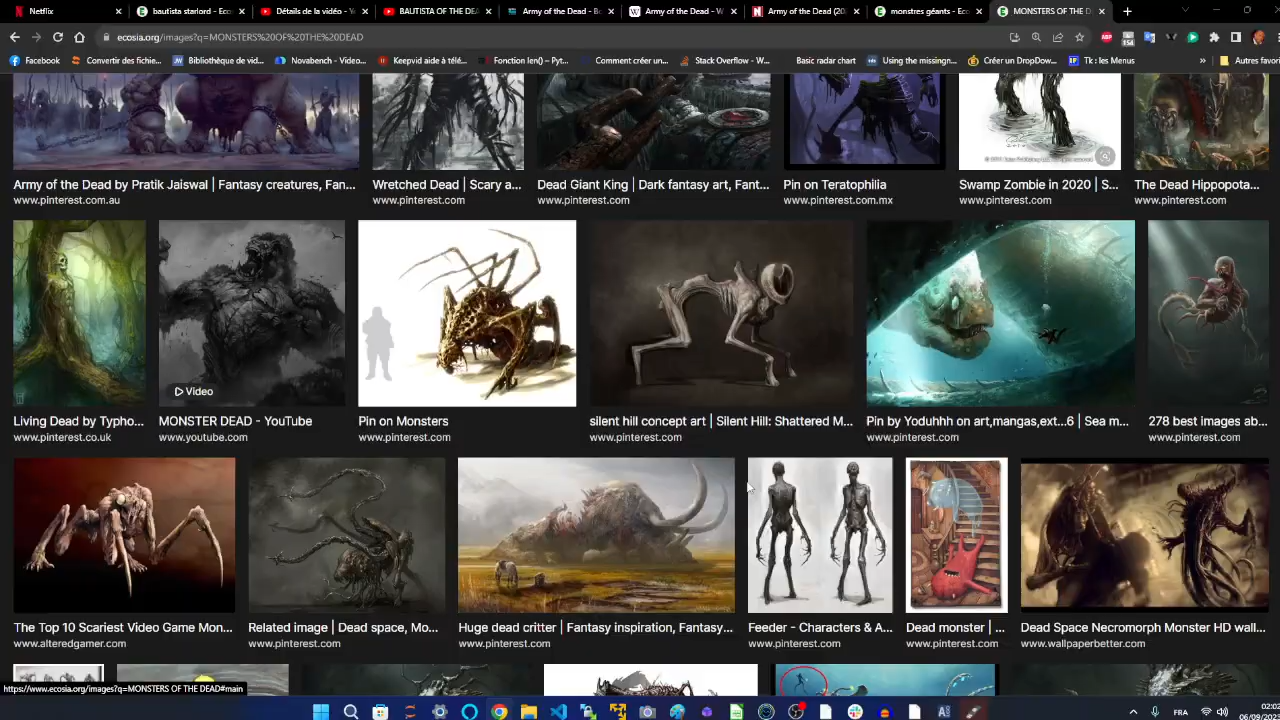 Netflix
bautista starlord - Eco
Détails de la vidéo - Y
BAUTISTA OF THE DEA
Army of the Dead - Bo
Army of the Dead - W
Army of the Dead (20
monstres géants - Ec
MONSTERS OF THE D
ecosia.org/images?q=MONSTERS%20OF%20THE%20DEAD
Facebook
Convertir des fichie...
Bibliothèque de vid...
Novabench - Video...
Keepvid aide à télé...
Fonction len() – Pyt...
Comment créer un...
Stack Overflow - W...
Basic radar chart
Using the missingn...
Créer un DropDow...
Tk : les Menus
»
Autres favoris
Army of the Dead by Pratik Jaiswal | Fantasy creatures, Fan...
www.pinterest.com.au
Wretched Dead | Scary a...
www.pinterest.com
Dead Giant King | Dark fantasy art, Fant...
www.pinterest.com
Pin on Teratophilia
www.pinterest.com.mx
Swamp Zombie in 2020 | S...
www.pinterest.com
The Dead Hippopota...
www.pinterest.com
Video
Living Dead by Typho...
www.pinterest.co.uk
MONSTER DEAD - YouTube
www.youtube.com
Pin on Monsters
www.pinterest.com
silent hill concept art | Silent Hill: Shattered M...
www.pinterest.com
Pin by Yoduhhh on art,mangas,ext...6 | Sea m...
www.pinterest.com
278 best images ab...
www.pinterest.com
The Top 10 Scariest Video Game Mon...
www.alteredgamer.com
Related image | Dead space, Mo...
www.pinterest.com
Huge dead critter | Fantasy inspiration, Fantasy...
www.pinterest.com
Feeder - Characters & A...
www.pinterest.com
Dead monster | ...
www.pinterest.com
Dead Space Necromorph Monster HD wall...
www.wallpaperbetter.com
https://www.ecosia.org/images?q=MONSTERS OF THE DEAD#main
FRA